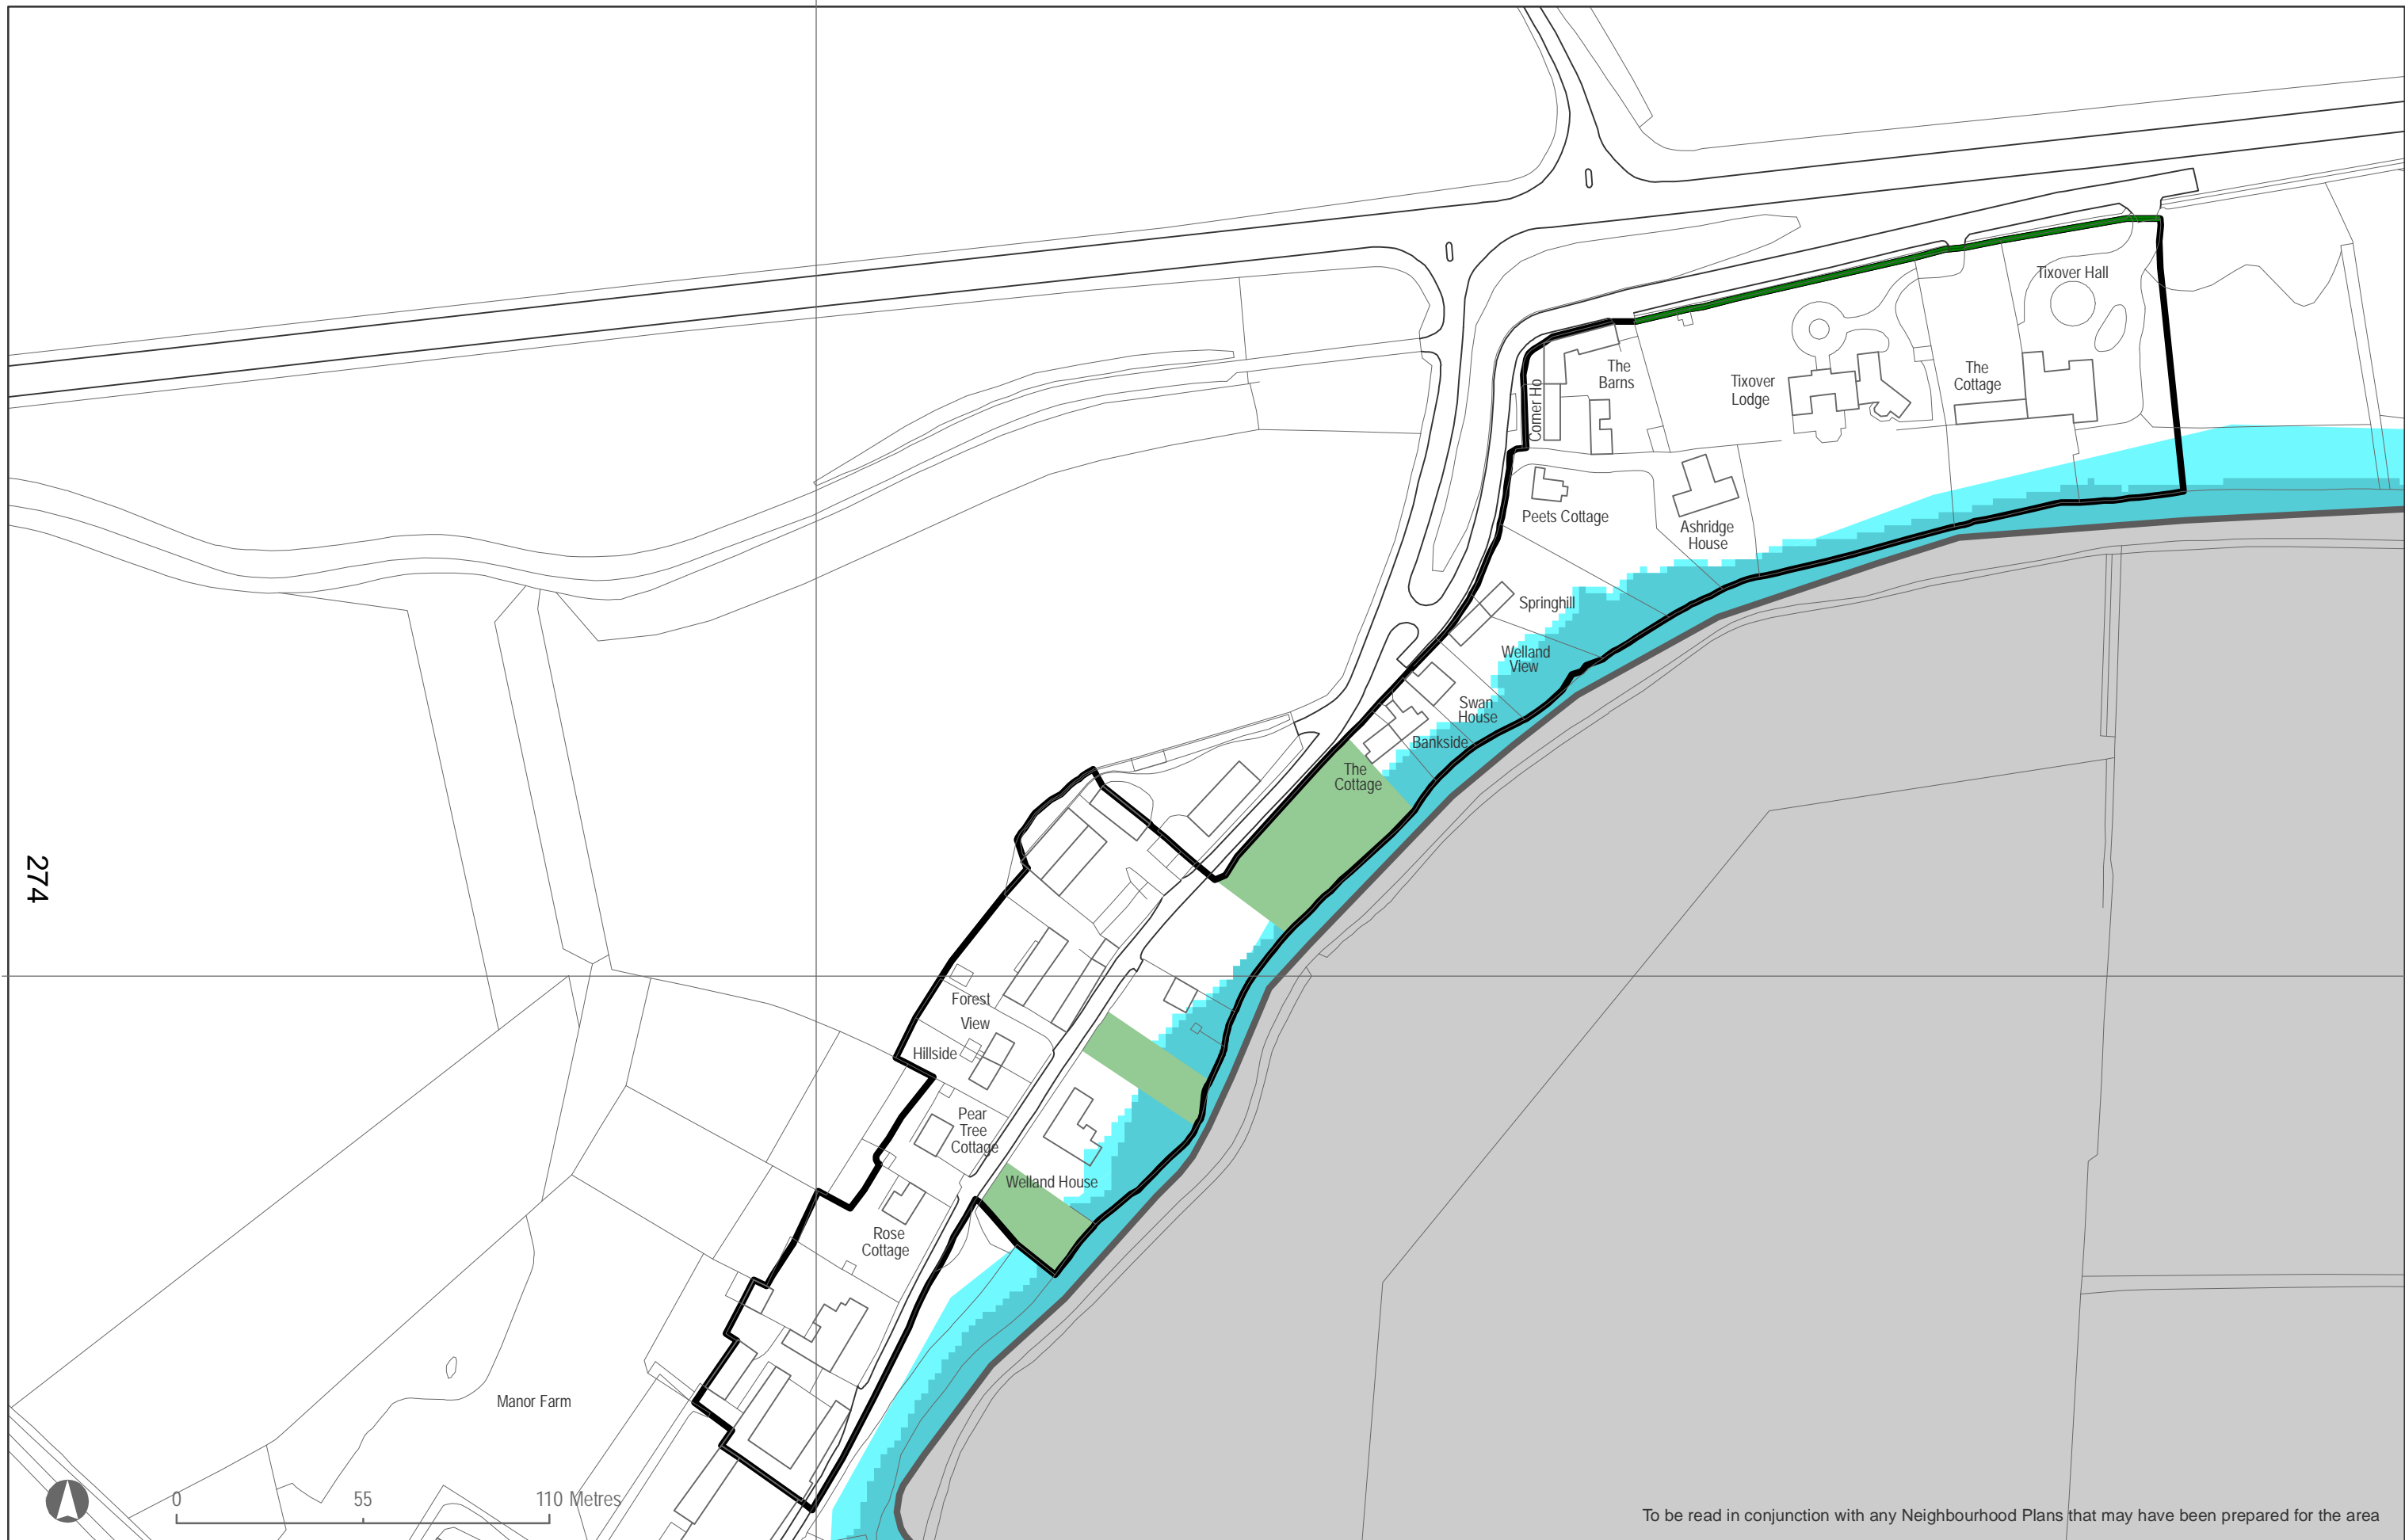 Tixover Hall
The
Barns
Corner Ho
Tixover
Lodge
The
Cottage
Peets Cottage
Ashridge
House
Springhill
Welland
View
Swan
House
Bankside
The
Cottage
274
Forest
View
Hillside
Pear
Tree
Cottage
Welland House
Rose
Cottage
Manor Farm
0 55 110 Metres
To be read in conjunction with any Neighbourhood Plans that may have been prepared for the area